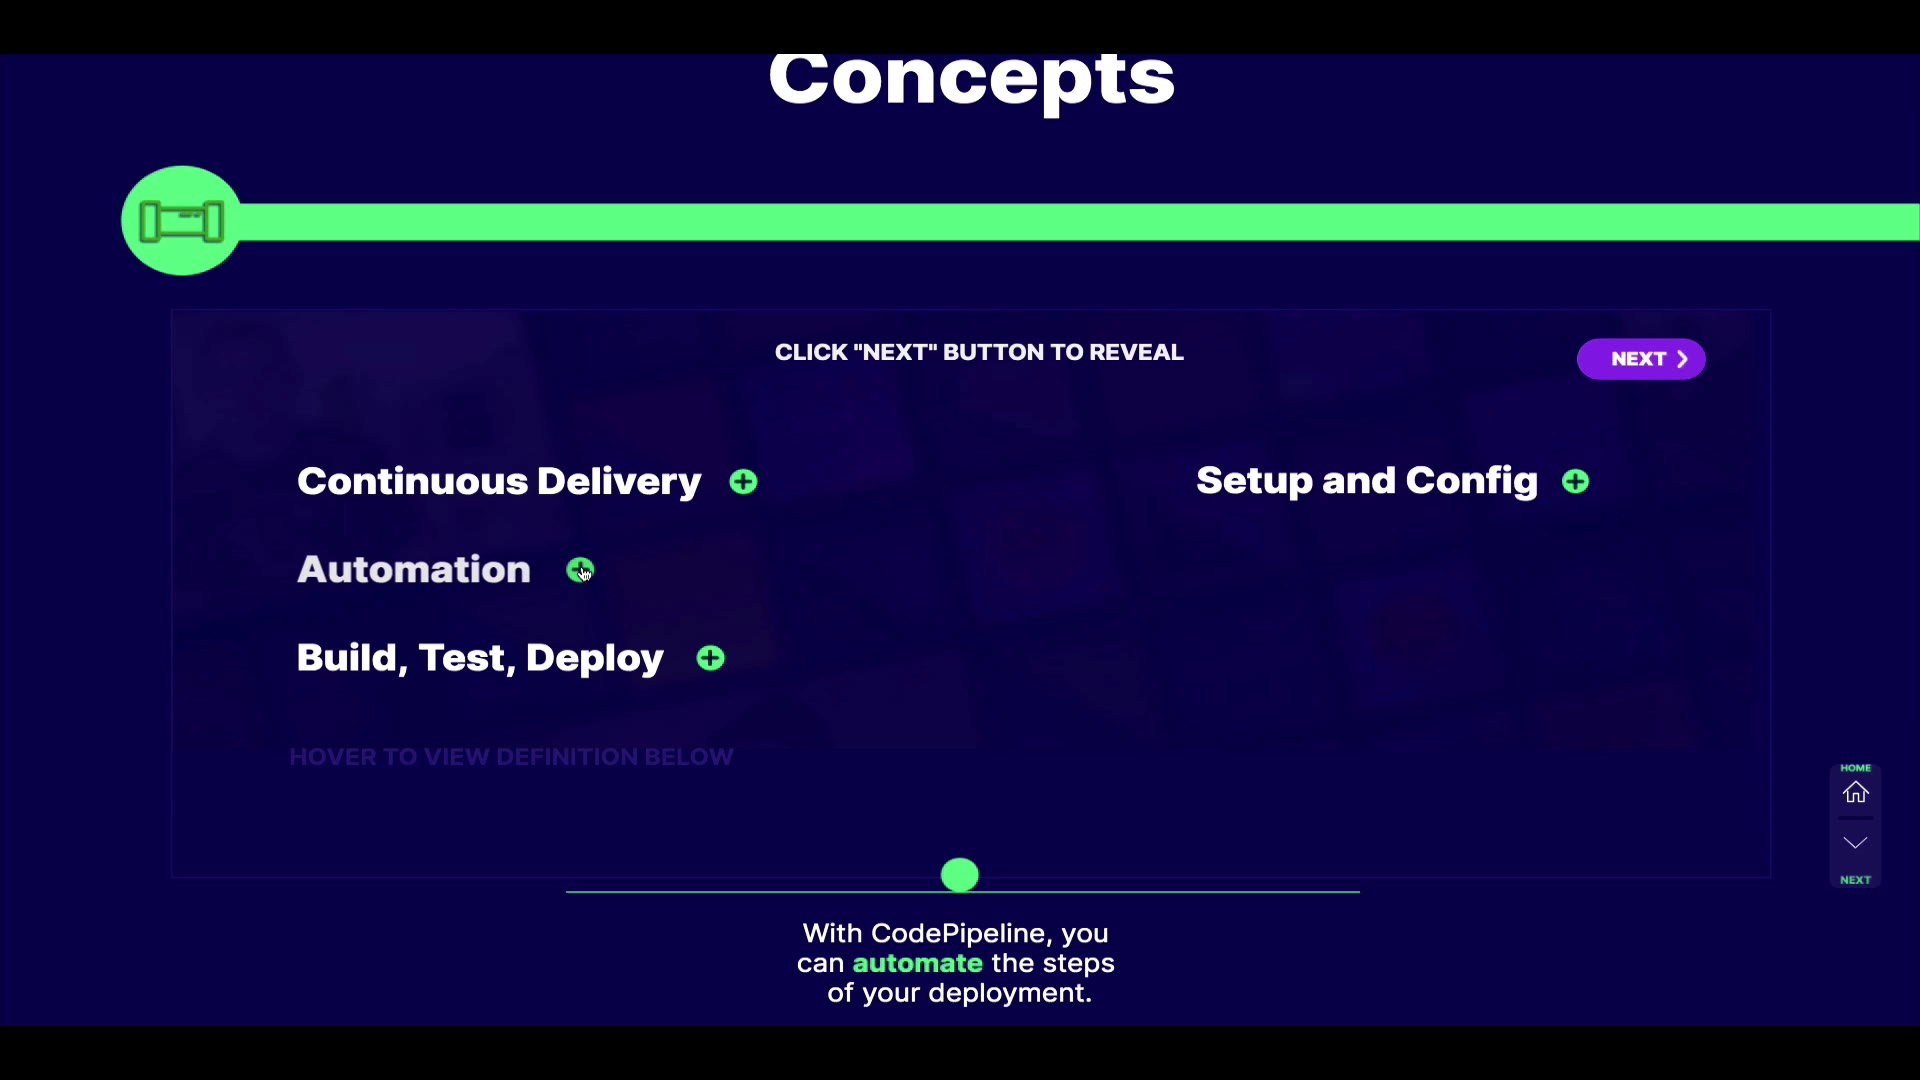 Concepts
CLICK "NEXT" BUTTON TO REVEAL
NEXT
Continuous Delivery
Setup and Config
Automation
Build, Test, Deploy
HOVER TO VIEW DEFINITION BELOW
HOME
NEXT
With CodePipeline, you
can automate the steps
of your deployment.